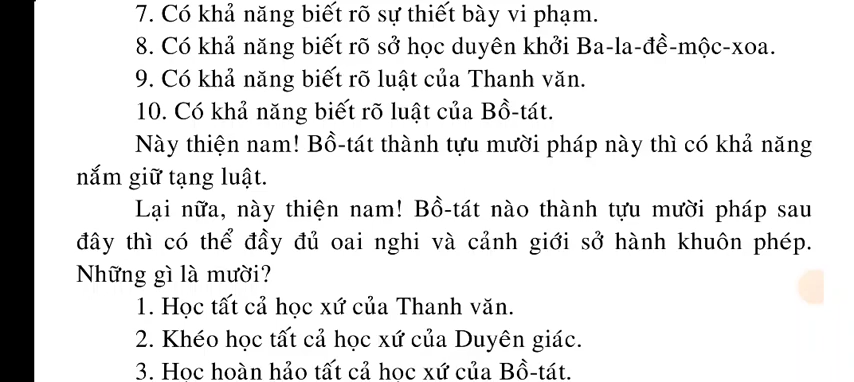 7. Có khả năng biết rõ sự thiết bày vi phạm.
8. Có khả năng biết rõ sở học duyên khởi Ba-la-đề-mộc-xoa.
9. Có khả năng biết rõ luật của Thanh văn.
10. Có khả năng biết rõ luật của Bồ-tát.
Này thiện nam! Bồ-tát thành tựu mười pháp này thì có khả năng
nắm giữ tạng luật.
Lại nữa, này thiện nam! Bồ-tát nào thành tựu mười pháp sau
đây thì có thể đầy đủ oai nghi và cảnh giới sở hành khuôn phép.
Những gì là mười?
1. Học tất cả học xứ của Thanh văn.
2. Khéo học tất cả học xứ của Duyên giác.
3. Học hoàn hảo tất cả học xứ của Bồ-tát.